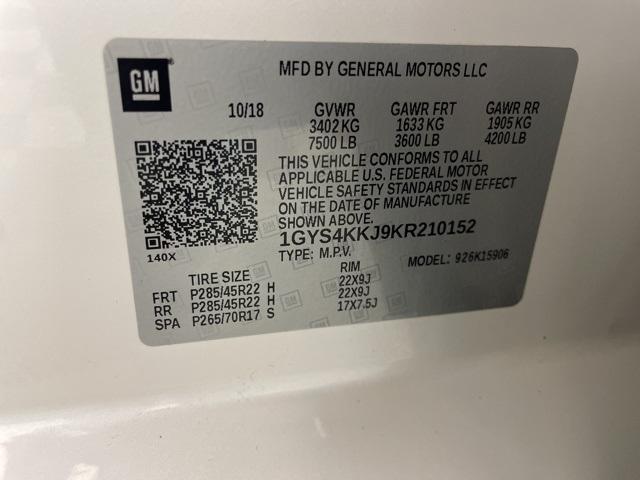 GM
MFD BY GENERAL MOTORS LLC
10/18 GVWR GAWR FRT GAWR RR
3402 KG 1633 KG 1905 KG
7500 LB 3600 LB 4200 LB
THIS VEHICLE CONFORMS TO ALL
APPLICABLE U.S. FEDERAL MOTOR
VEHICLE SAFETY STANDARDS IN EFFECT
ON THE DATE OF MANUFACTURE
SHOWN ABOVE.
140X
1GYS4KKJ9KR210152
TYPE: M.P.V. MODEL: 926K15906
TIRE SIZE RIM
FRT P285/45R22 H 22X9J
RR P285/45R22 H 22X9J
SPA P265/70R17 S 17X7.5J